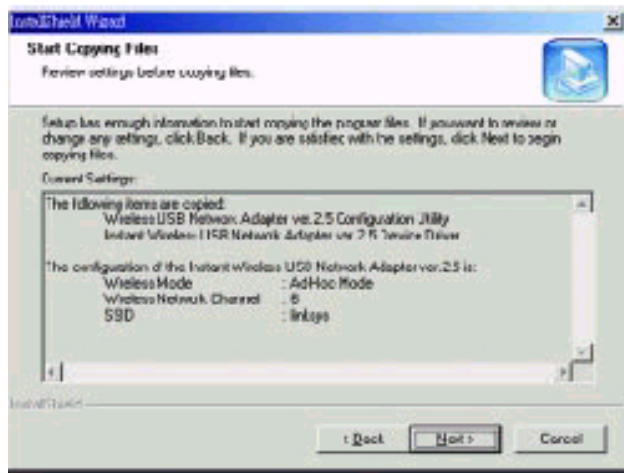 InstallShield Wizard
Start Copying Files
Review settings before copying files.
Setup has enough information to start copying the program files. If you want to review or
change any settings, click Back. If you are satisfied with the settings, click Next to begin
copying files.
Current Settings:
The following items are copied:
Wireless USB Network Adapter ver.2.5 Configuration Utility
Instant Wireless USB Network Adapter ver 2.5 Device Driver
The configuration of the Instant Wireless USB Network Adapter ver.2.5 is:
Wireless Mode : AdHoc Mode
Wireless Network Channel : 6
SSID : linksys
InstallShield
< Back Next > Cancel